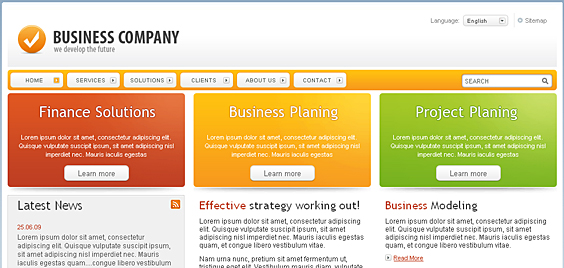 Language: English Sitemap
BUSINESS COMPANY
we develop the future
HOME SERVICES SOLUTIONS CLIENTS ABOUT US CONTACT SEARCH
Finance Solutions
Lorem ipsum dolor sit amet, consectetur adipiscing elit.
Quisque vulputate suscipit ipsum, sit amet scelerisque nisl
imperdiet nec. Mauris iaculis egestas
Learn more
Business Planing
Lorem ipsum dolor sit amet, consectetur adipiscing elit.
Quisque vulputate suscipit ipsum, sit amet scelerisque nisl
imperdiet nec. Mauris iaculis egestas
Learn more
Project Planing
Lorem ipsum dolor sit amet, consectetur adipiscing elit.
Quisque vulputate suscipit ipsum, sit amet scelerisque nisl
imperdiet nec. Mauris iaculis egestas
Learn more
Latest News
25.06.09
Lorem ipsum dolor sit amet, consectetur
adipiscing elit. Quisque vulputate suscipit
ipsum, sit amet scelerisque nisl
imperdiet nec. Mauris iaculis egestas
quam....congue libero vestibulum
Effective strategy working out!
Lorem ipsum dolor sit amet, consectetur adipiscing
elit. Quisque vulputate suscipit ipsum, sit amet
scelerisque nisl imperdiet nec. Mauris iaculis egestas
quam, et congue libero vestibulum vitae.
Nam urna nunc, pretium sit amet fermentum ut,
tristique eget elit. Vestibulum mauris diam, vulputate
Business Modeling
Lorem ipsum dolor sit amet, consectetur adipiscing
elit. Quisque vulputate suscipit ipsum, sit amet
scelerisque nisl imperdiet nec. Mauris iaculis egestas
quam, et congue libero vestibulum vitae.
Read More